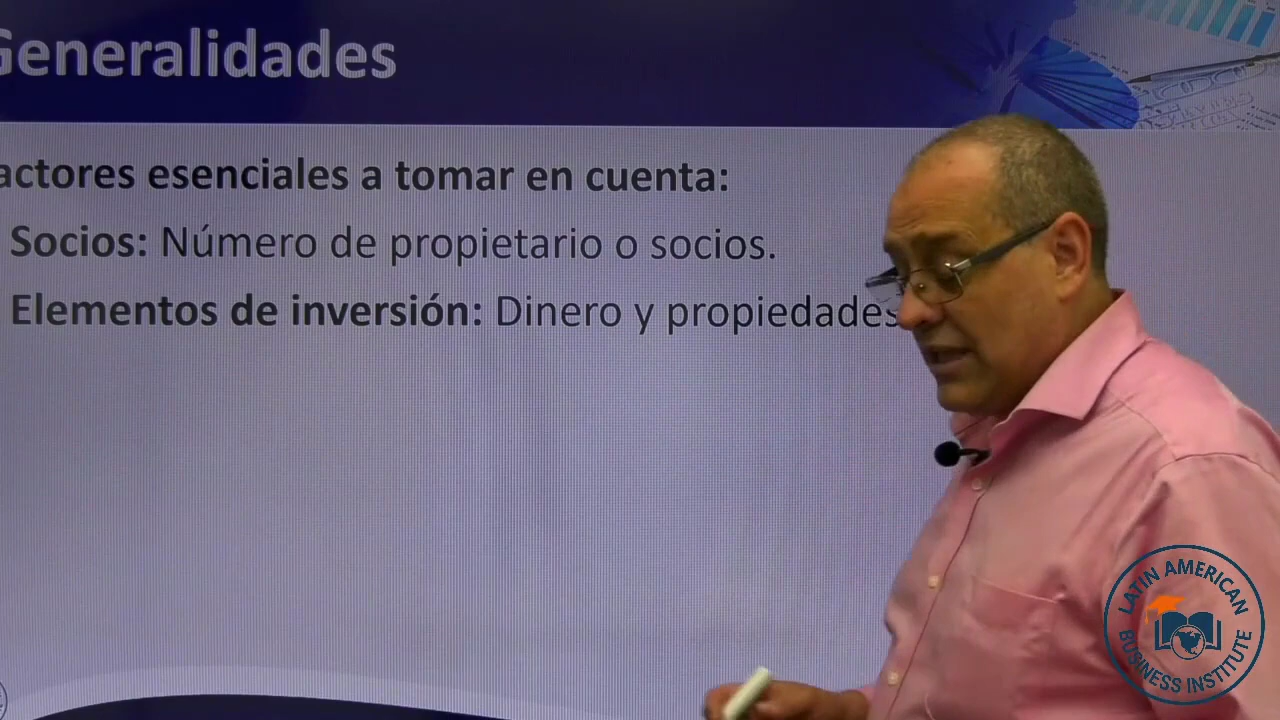 Generalidades
actores esenciales a tomar en cuenta:
Socios: Número de propietario o socios.
Elementos de inversión: Dinero y propiedades
LATIN AMERICAN
BUSINESS INSTITUTE